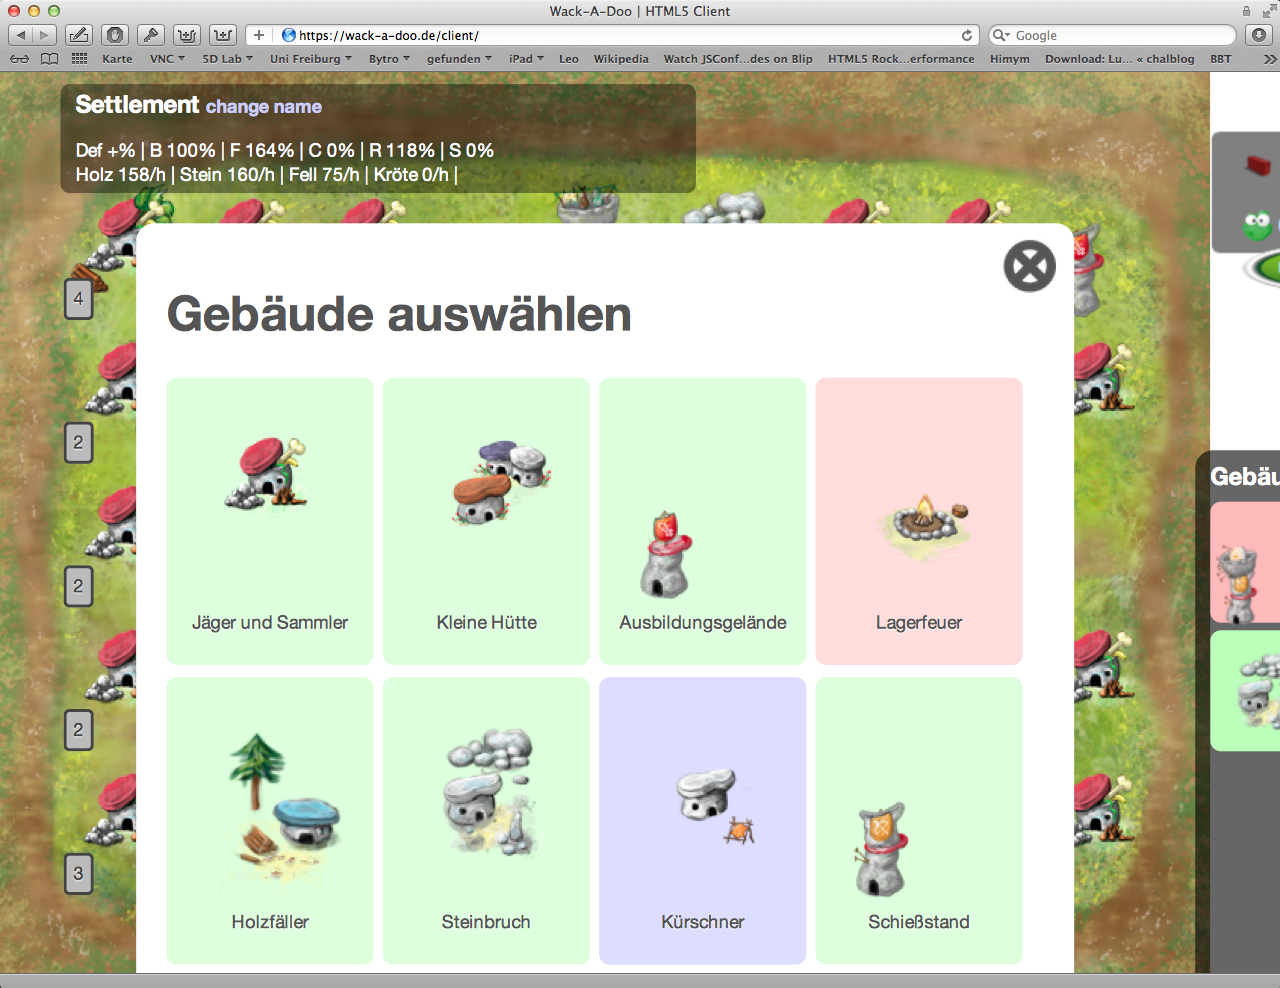 Wack-A-Doo | HTML5 Client
https://wack-a-doo.de/client/
Google
Karte VNC 5D Lab Uni Freiburg Bytro gefunden iPad Leo Wikipedia Watch JSConf...des on Blip HTML5 Rock...erformance Himym Download: Lu... « chalblog BBT
Settlement change name
Def +% | B 100% | F 164% | C 0% | R 118% | S 0%
Holz 158/h | Stein 160/h | Fell 75/h | Kröte 0/h |
4
2
2
2
3
Gebäude auswählen
Jäger und Sammler
Kleine Hütte
Ausbildungsgelände
Lagerfeuer
Holzfäller
Steinbruch
Kürschner
Schießstand
Gebäu